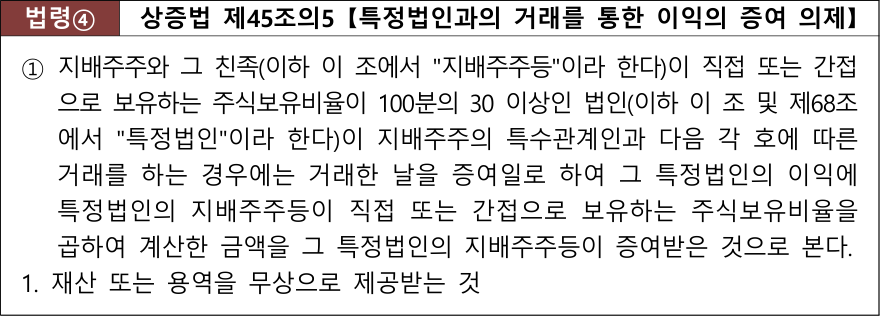 법령④ 상증법 제45조의5【특정법인과의 거래를 통한 이익의 증여 의제】
① 지배주주와 그 친족(이하 이 조에서 "지배주주등"이라 한다)이 직접 또는 간접
으로 보유하는 주식보유비율이 100분의 30 이상인 법인(이하 이 조 및 제68조
에서 "특정법인"이라 한다)이 지배주주의 특수관계인과 다음 각 호에 따른
거래를 하는 경우에는 거래한 날을 증여일로 하여 그 특정법인의 이익에
특정법인의 지배주주등이 직접 또는 간접으로 보유하는 주식보유비율을
곱하여 계산한 금액을 그 특정법인의 지배주주등이 증여받은 것으로 본다.
1. 재산 또는 용역을 무상으로 제공받는 것